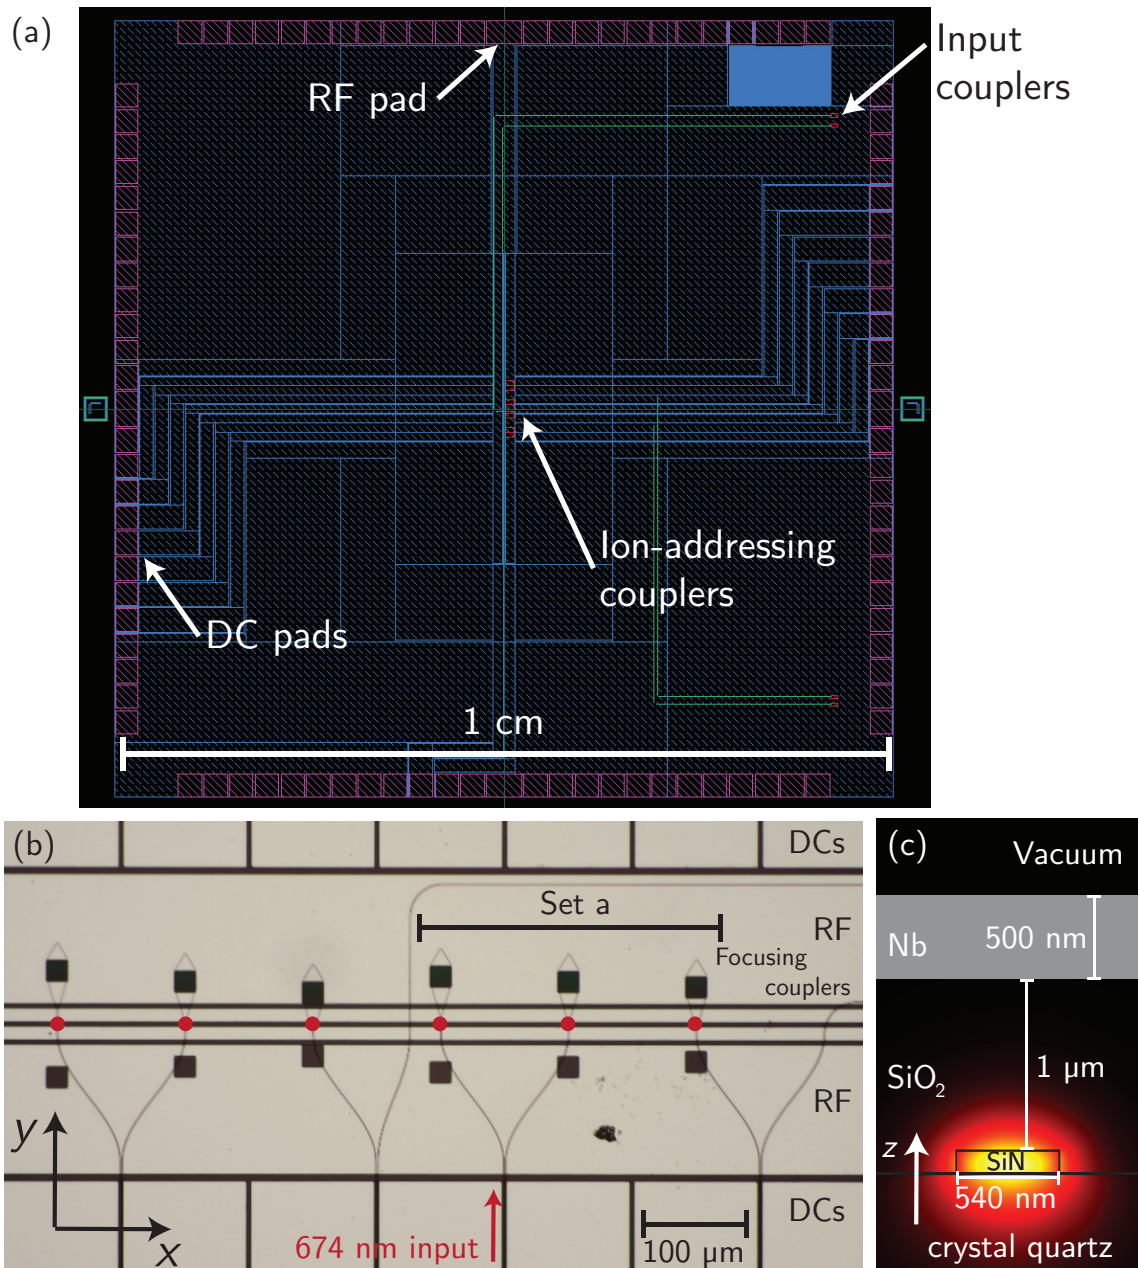 (a)
Input
couplers
RF pad
Ion-addressing
couplers
DC pads
1 cm
(b)
DCs
Set a
RF
Focusing
couplers
RF
y
x
674 nm input
100 μm
DCs
(c)
Vacuum
Nb
500 nm
SiO₂
1 μm
z
SiN
540 nm
crystal quartz